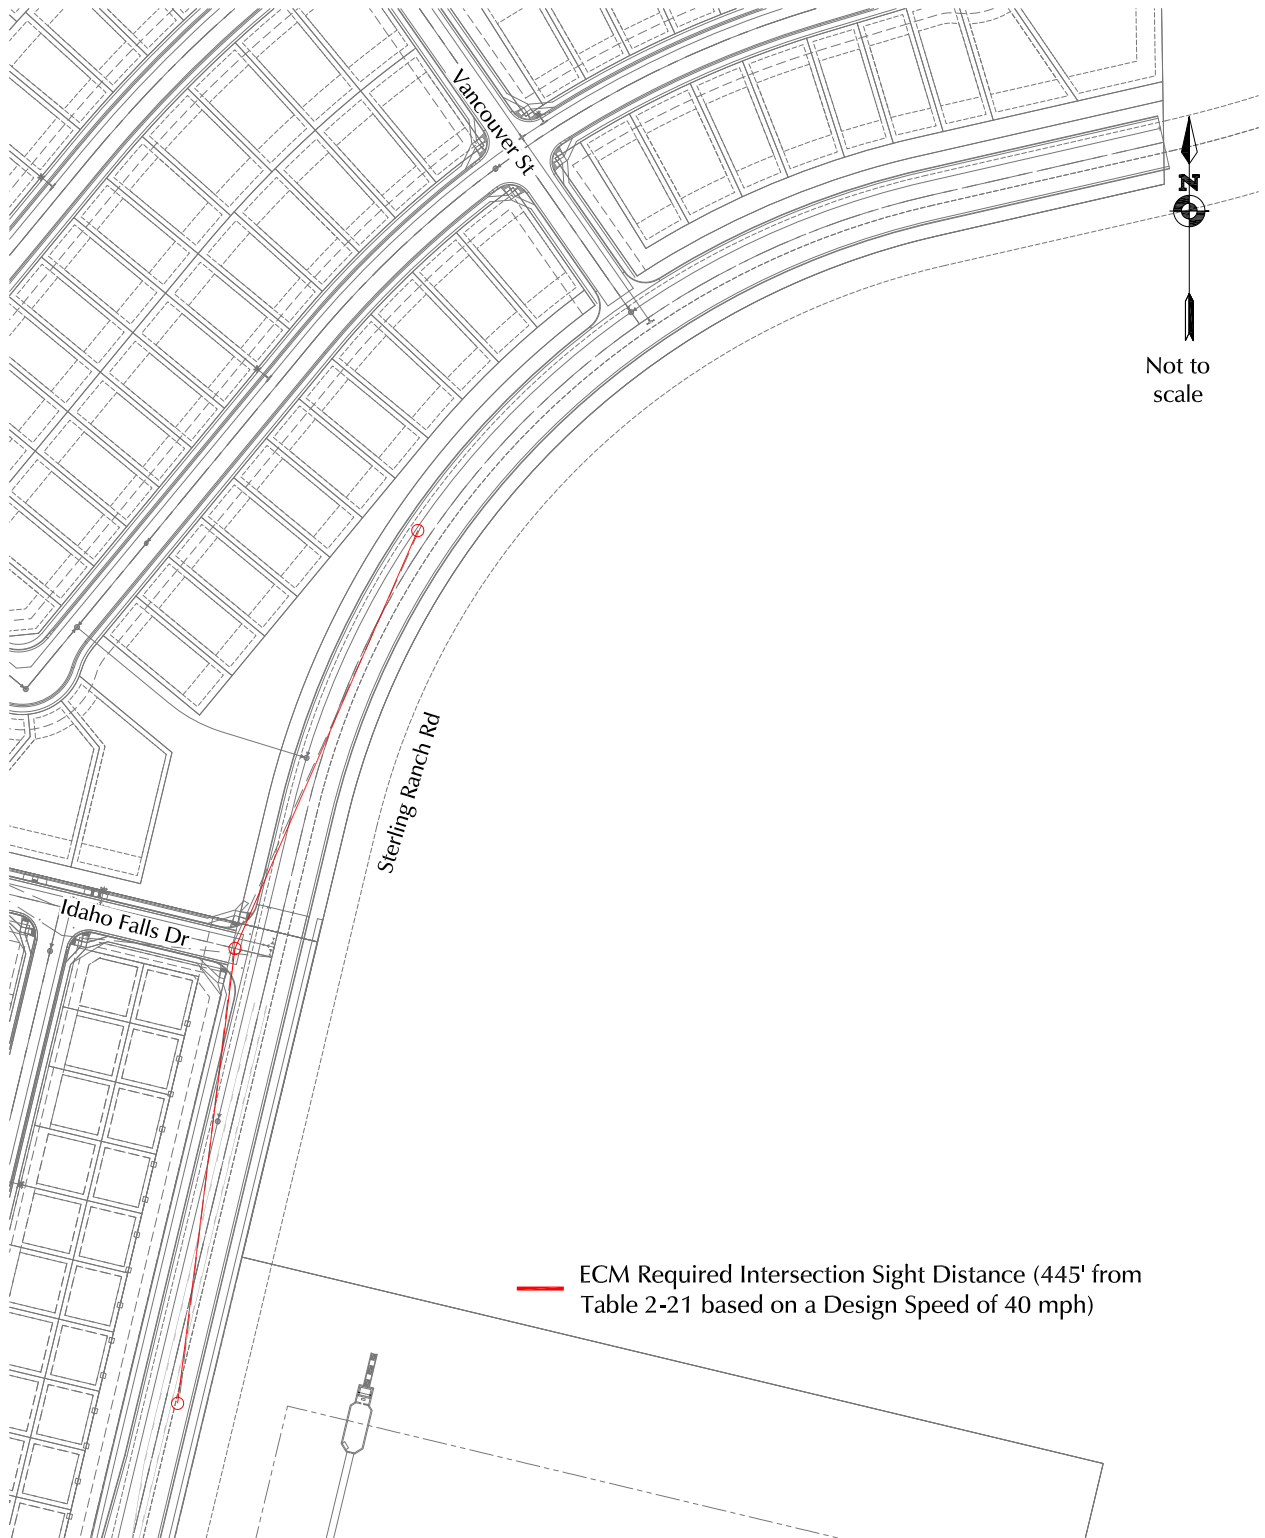 Vancouver St
N
Not to
scale
Sterling Ranch Rd
Idaho Falls Dr
ECM Required Intersection Sight Distance (445' from
Table 2-21 based on a Design Speed of 40 mph)